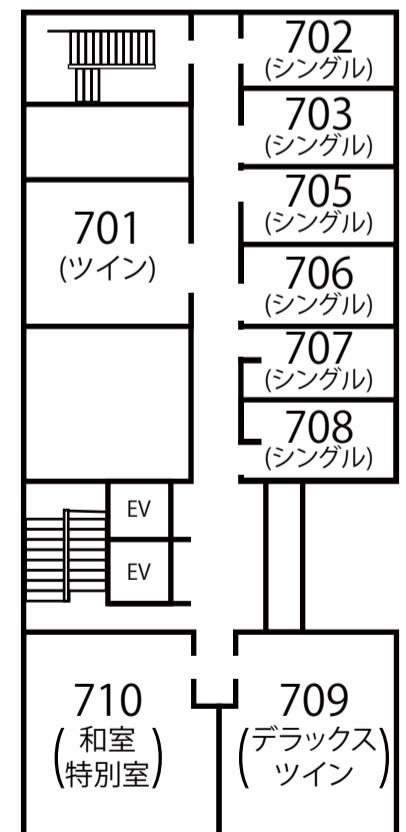 702
(シングル)
703
(シングル)
705
(シングル)
701
(ツイン)
706
(シングル)
707
(シングル)
708
(シングル)
EV
EV
710
(和室
特別室)
709
(デラックス
ツイン)